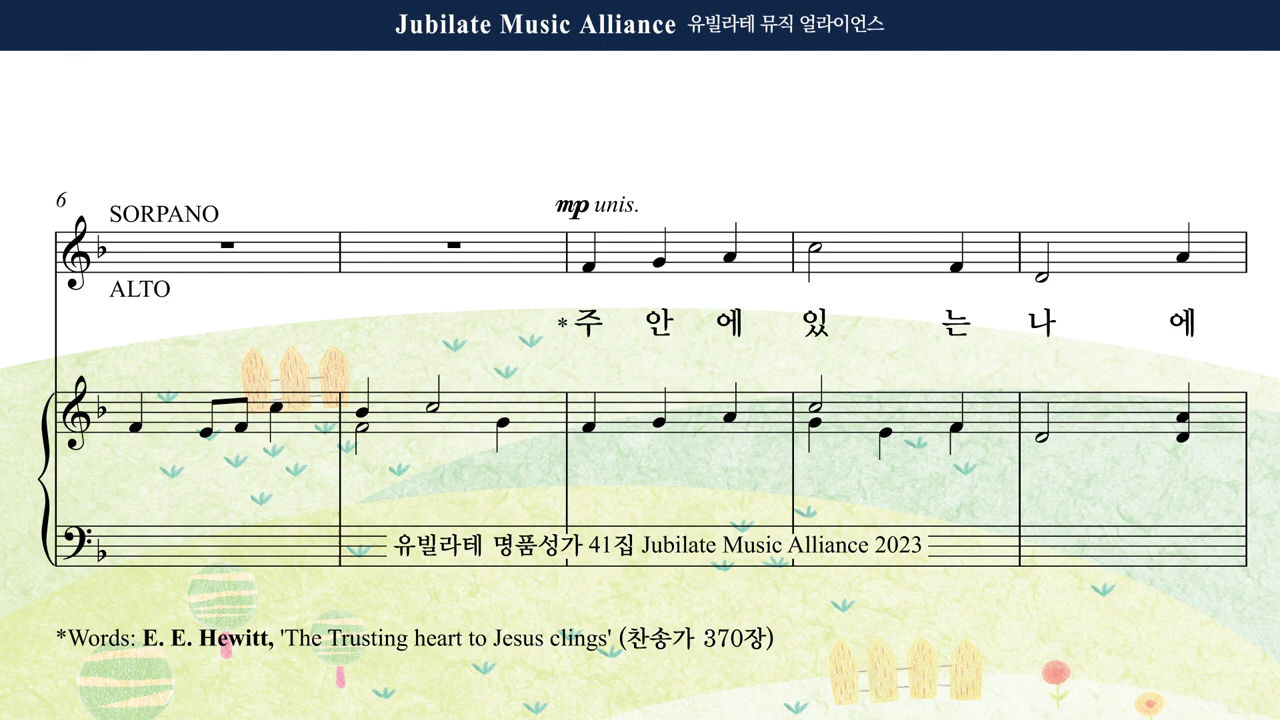 Jubilate Music Alliance 유빌라테 뮤직 얼라이언스
6
SORPANO
mp unis.
ALTO
*주 안 에 있 는 나 에
유빌라테 명품성가 41집 Jubilate Music Alliance 2023
*Words: E. E. Hewitt, 'The Trusting heart to Jesus clings' (찬송가 370장)